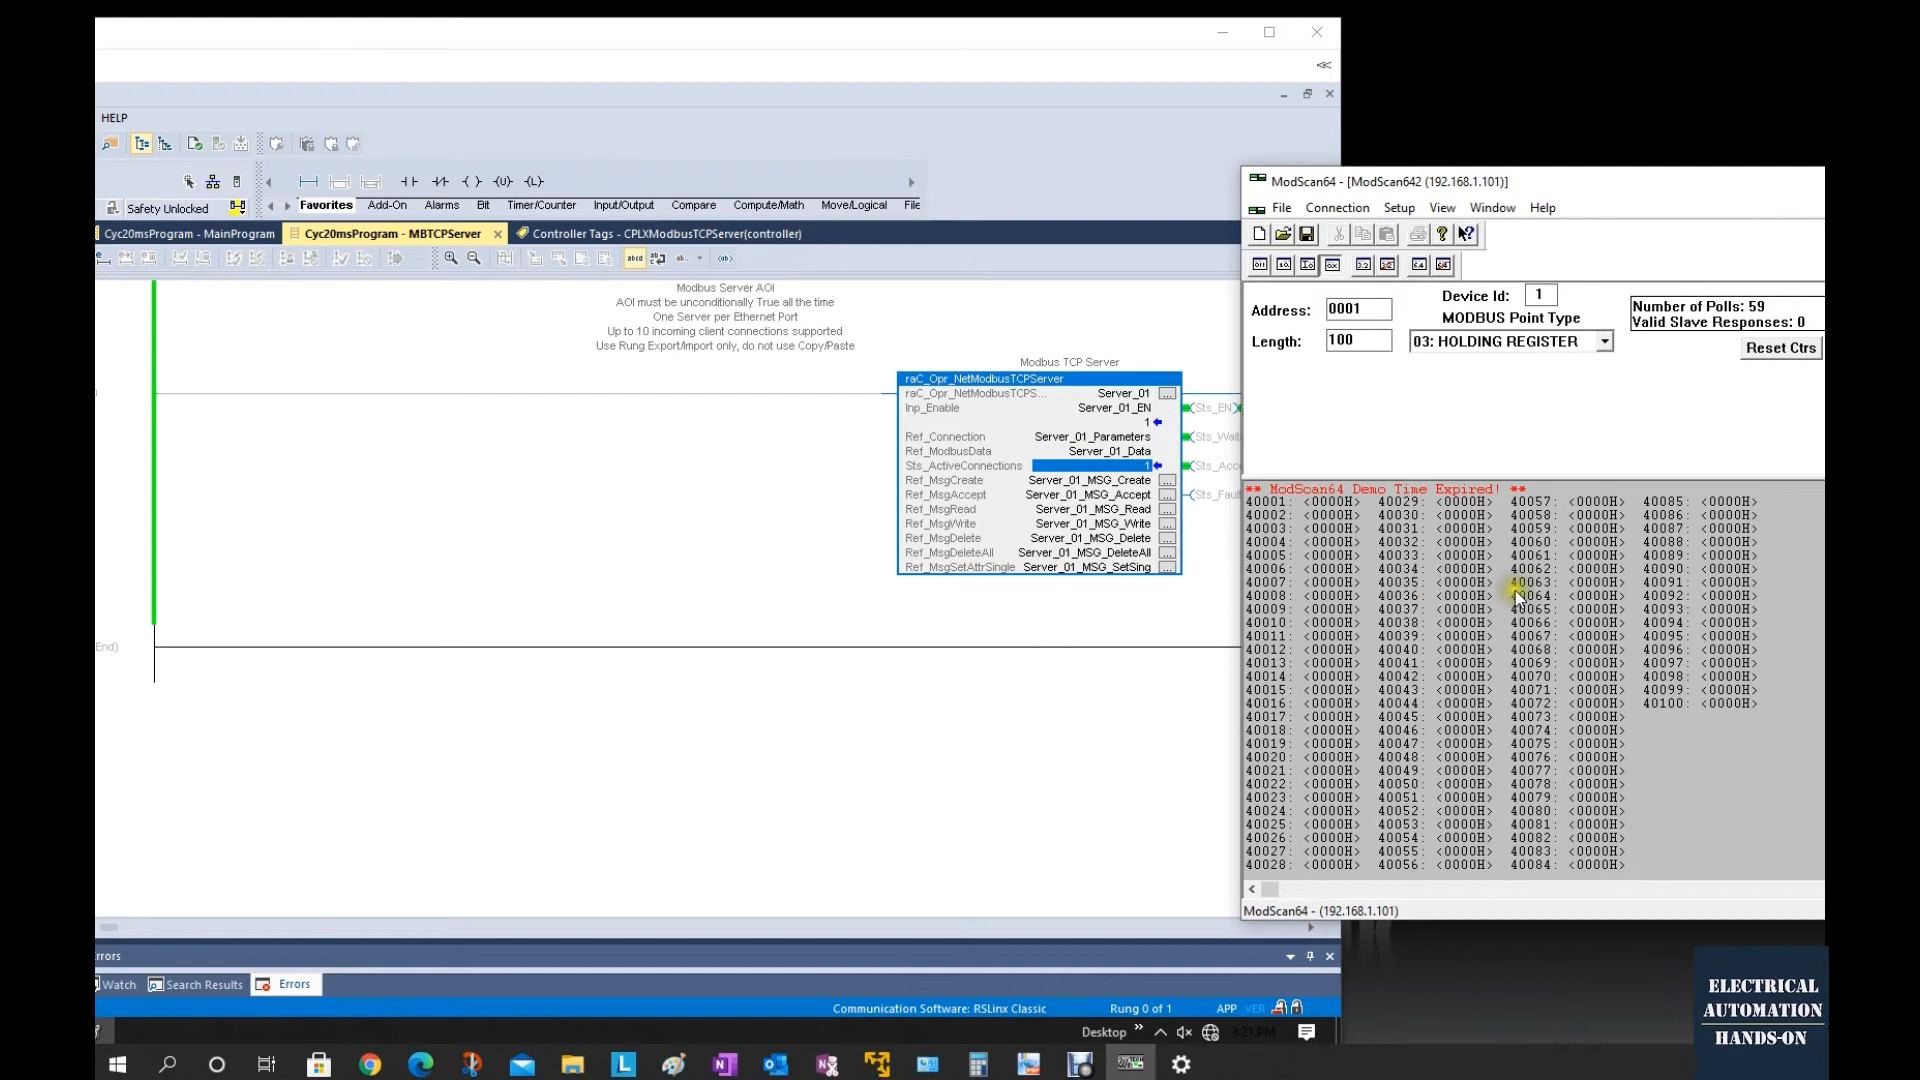 HELP
Safety Unlocked
Favorites Add-On Alarms Bit Timer/Counter Input/Output Compare Compute/Math Move/Logical File
Cyc20msProgram - MainProgram
Cyc20msProgram - MBTCPServer
Controller Tags - CPLXModbusTCPServer(controller)
Modbus Server AOI
AOI must be unconditionally True all the time
One Server per Ethernet Port
Up to 10 incoming client connections supported
Use Rung Export/Import only, do not use Copy/Paste
Modbus TCP Server
raC_Opr_NetModbusTCPServer
raC_Opr_NetModbusTCPS... Server_01 ...
Inp_Enable Server_01_EN
1
Ref_Connection Server_01_Parameters
Ref_ModbusData Server_01_Data
Sts_ActiveConnections 1
Ref_MsgCreate Server_01_MSG_Create ...
Ref_MsgAccept Server_01_MSG_Accept ...
Ref_MsgRead Server_01_MSG_Read ...
Ref_MsgWrite Server_01_MSG_Write ...
Ref_MsgDelete Server_01_MSG_Delete ...
Ref_MsgDeleteAll Server_01_MSG_DeleteAll ...
Ref_MsgSetAttrSingle Server_01_MSG_SetSing ...
Sts_EN
Sts_Wait
Sts_Acc
Sts_Faul
End)
rrors
Watch Search Results Errors
Communication Software: RSLinx Classic Rung 0 of 1 APP VER
Desktop
3:21 PM
ModScan64 - [ModScan642 (192.168.1.101)]
File Connection Setup View Window Help
Address: 0001
Length: 100
Device Id: 1
MODBUS Point Type
03: HOLDING REGISTER
Number of Polls: 59
Valid Slave Responses: 0
Reset Ctrs
** ModScan64 Demo Time Expired! **
40001: <0000H> 40029: <0000H> 40057: <0000H> 40085: <0000H>
40002: <0000H> 40030: <0000H> 40058: <0000H> 40086: <0000H>
40003: <0000H> 40031: <0000H> 40059: <0000H> 40087: <0000H>
40004: <0000H> 40032: <0000H> 40060: <0000H> 40088: <0000H>
40005: <0000H> 40033: <0000H> 40061: <0000H> 40089: <0000H>
40006: <0000H> 40034: <0000H> 40062: <0000H> 40090: <0000H>
40007: <0000H> 40035: <0000H> 40063: <0000H> 40091: <0000H>
40008: <0000H> 40036: <0000H> 40064: <0000H> 40092: <0000H>
40009: <0000H> 40037: <0000H> 40065: <0000H> 40093: <0000H>
40010: <0000H> 40038: <0000H> 40066: <0000H> 40094: <0000H>
40011: <0000H> 40039: <0000H> 40067: <0000H> 40095: <0000H>
40012: <0000H> 40040: <0000H> 40068: <0000H> 40096: <0000H>
40013: <0000H> 40041: <0000H> 40069: <0000H> 40097: <0000H>
40014: <0000H> 40042: <0000H> 40070: <0000H> 40098: <0000H>
40015: <0000H> 40043: <0000H> 40071: <0000H> 40099: <0000H>
40016: <0000H> 40044: <0000H> 40072: <0000H> 40100: <0000H>
40017: <0000H> 40045: <0000H> 40073: <0000H>
40018: <0000H> 40046: <0000H> 40074: <0000H>
40019: <0000H> 40047: <0000H> 40075: <0000H>
40020: <0000H> 40048: <0000H> 40076: <0000H>
40021: <0000H> 40049: <0000H> 40077: <0000H>
40022: <0000H> 40050: <0000H> 40078: <0000H>
40023: <0000H> 40051: <0000H> 40079: <0000H>
40024: <0000H> 40052: <0000H> 40080: <0000H>
40025: <0000H> 40053: <0000H> 40081: <0000H>
40026: <0000H> 40054: <0000H> 40082: <0000H>
40027: <0000H> 40055: <0000H> 40083: <0000H>
40028: <0000H> 40056: <0000H> 40084: <0000H>
ModScan64 - (192.168.1.101)
ELECTRICAL
AUTOMATION
HANDS-ON